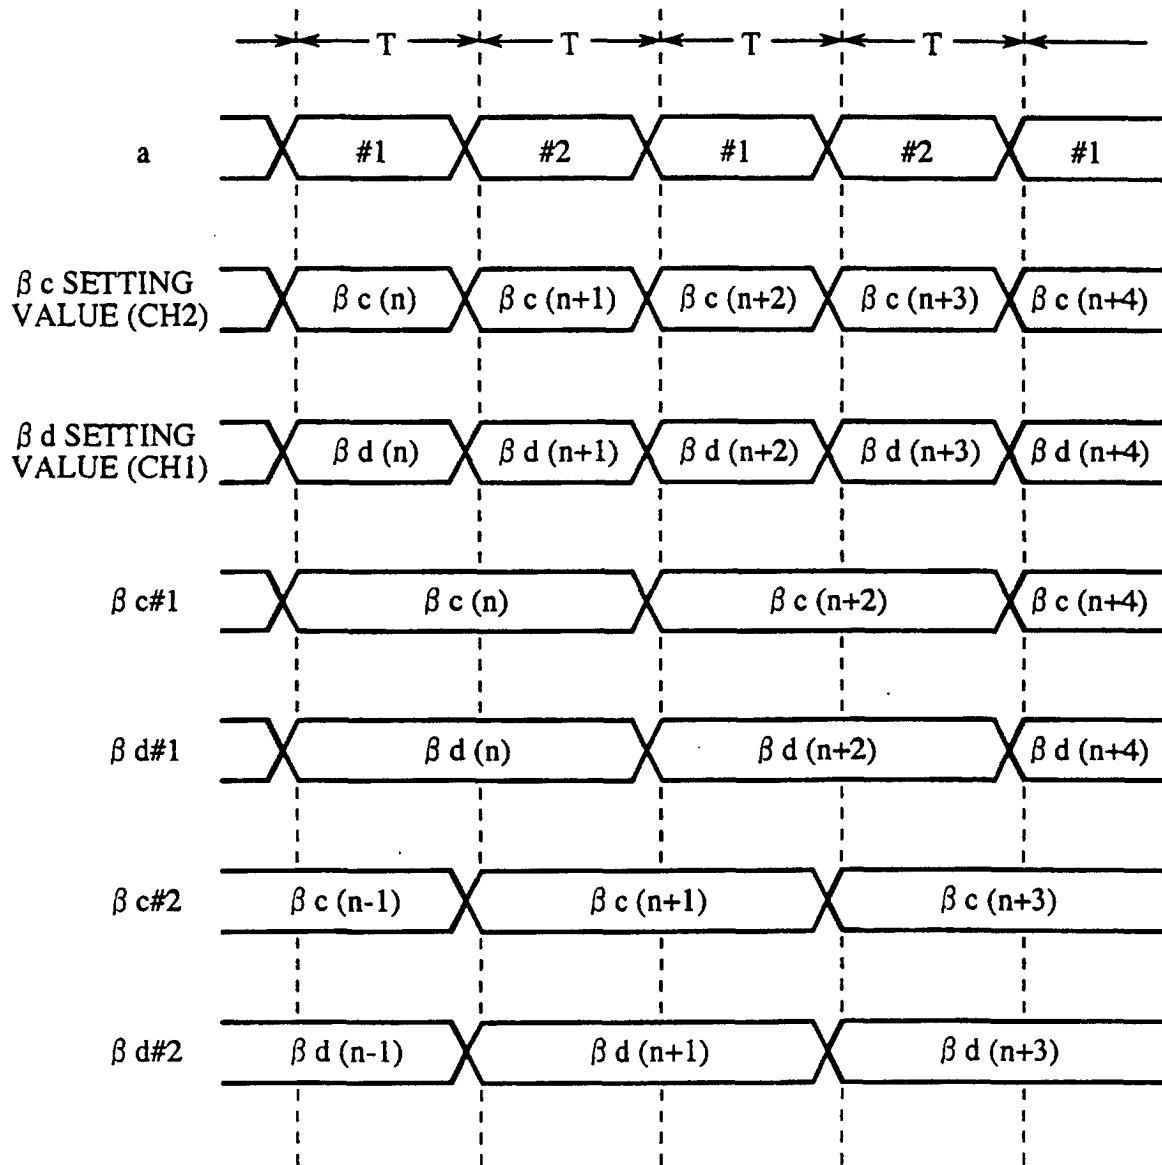 T T T T
a #1 #2 #1 #2 #1
β c SETTING
VALUE (CH2)
β c (n) β c (n+1) β c (n+2) β c (n+3) β c (n+4)
β d SETTING
VALUE (CH1)
β d (n) β d (n+1) β d (n+2) β d (n+3) β d (n+4)
β c#1 β c (n) β c (n+2) β c (n+4)
β d#1 β d (n) β d (n+2) β d (n+4)
β c#2 β c (n-1) β c (n+1) β c (n+3)
β d#2 β d (n-1) β d (n+1) β d (n+3)